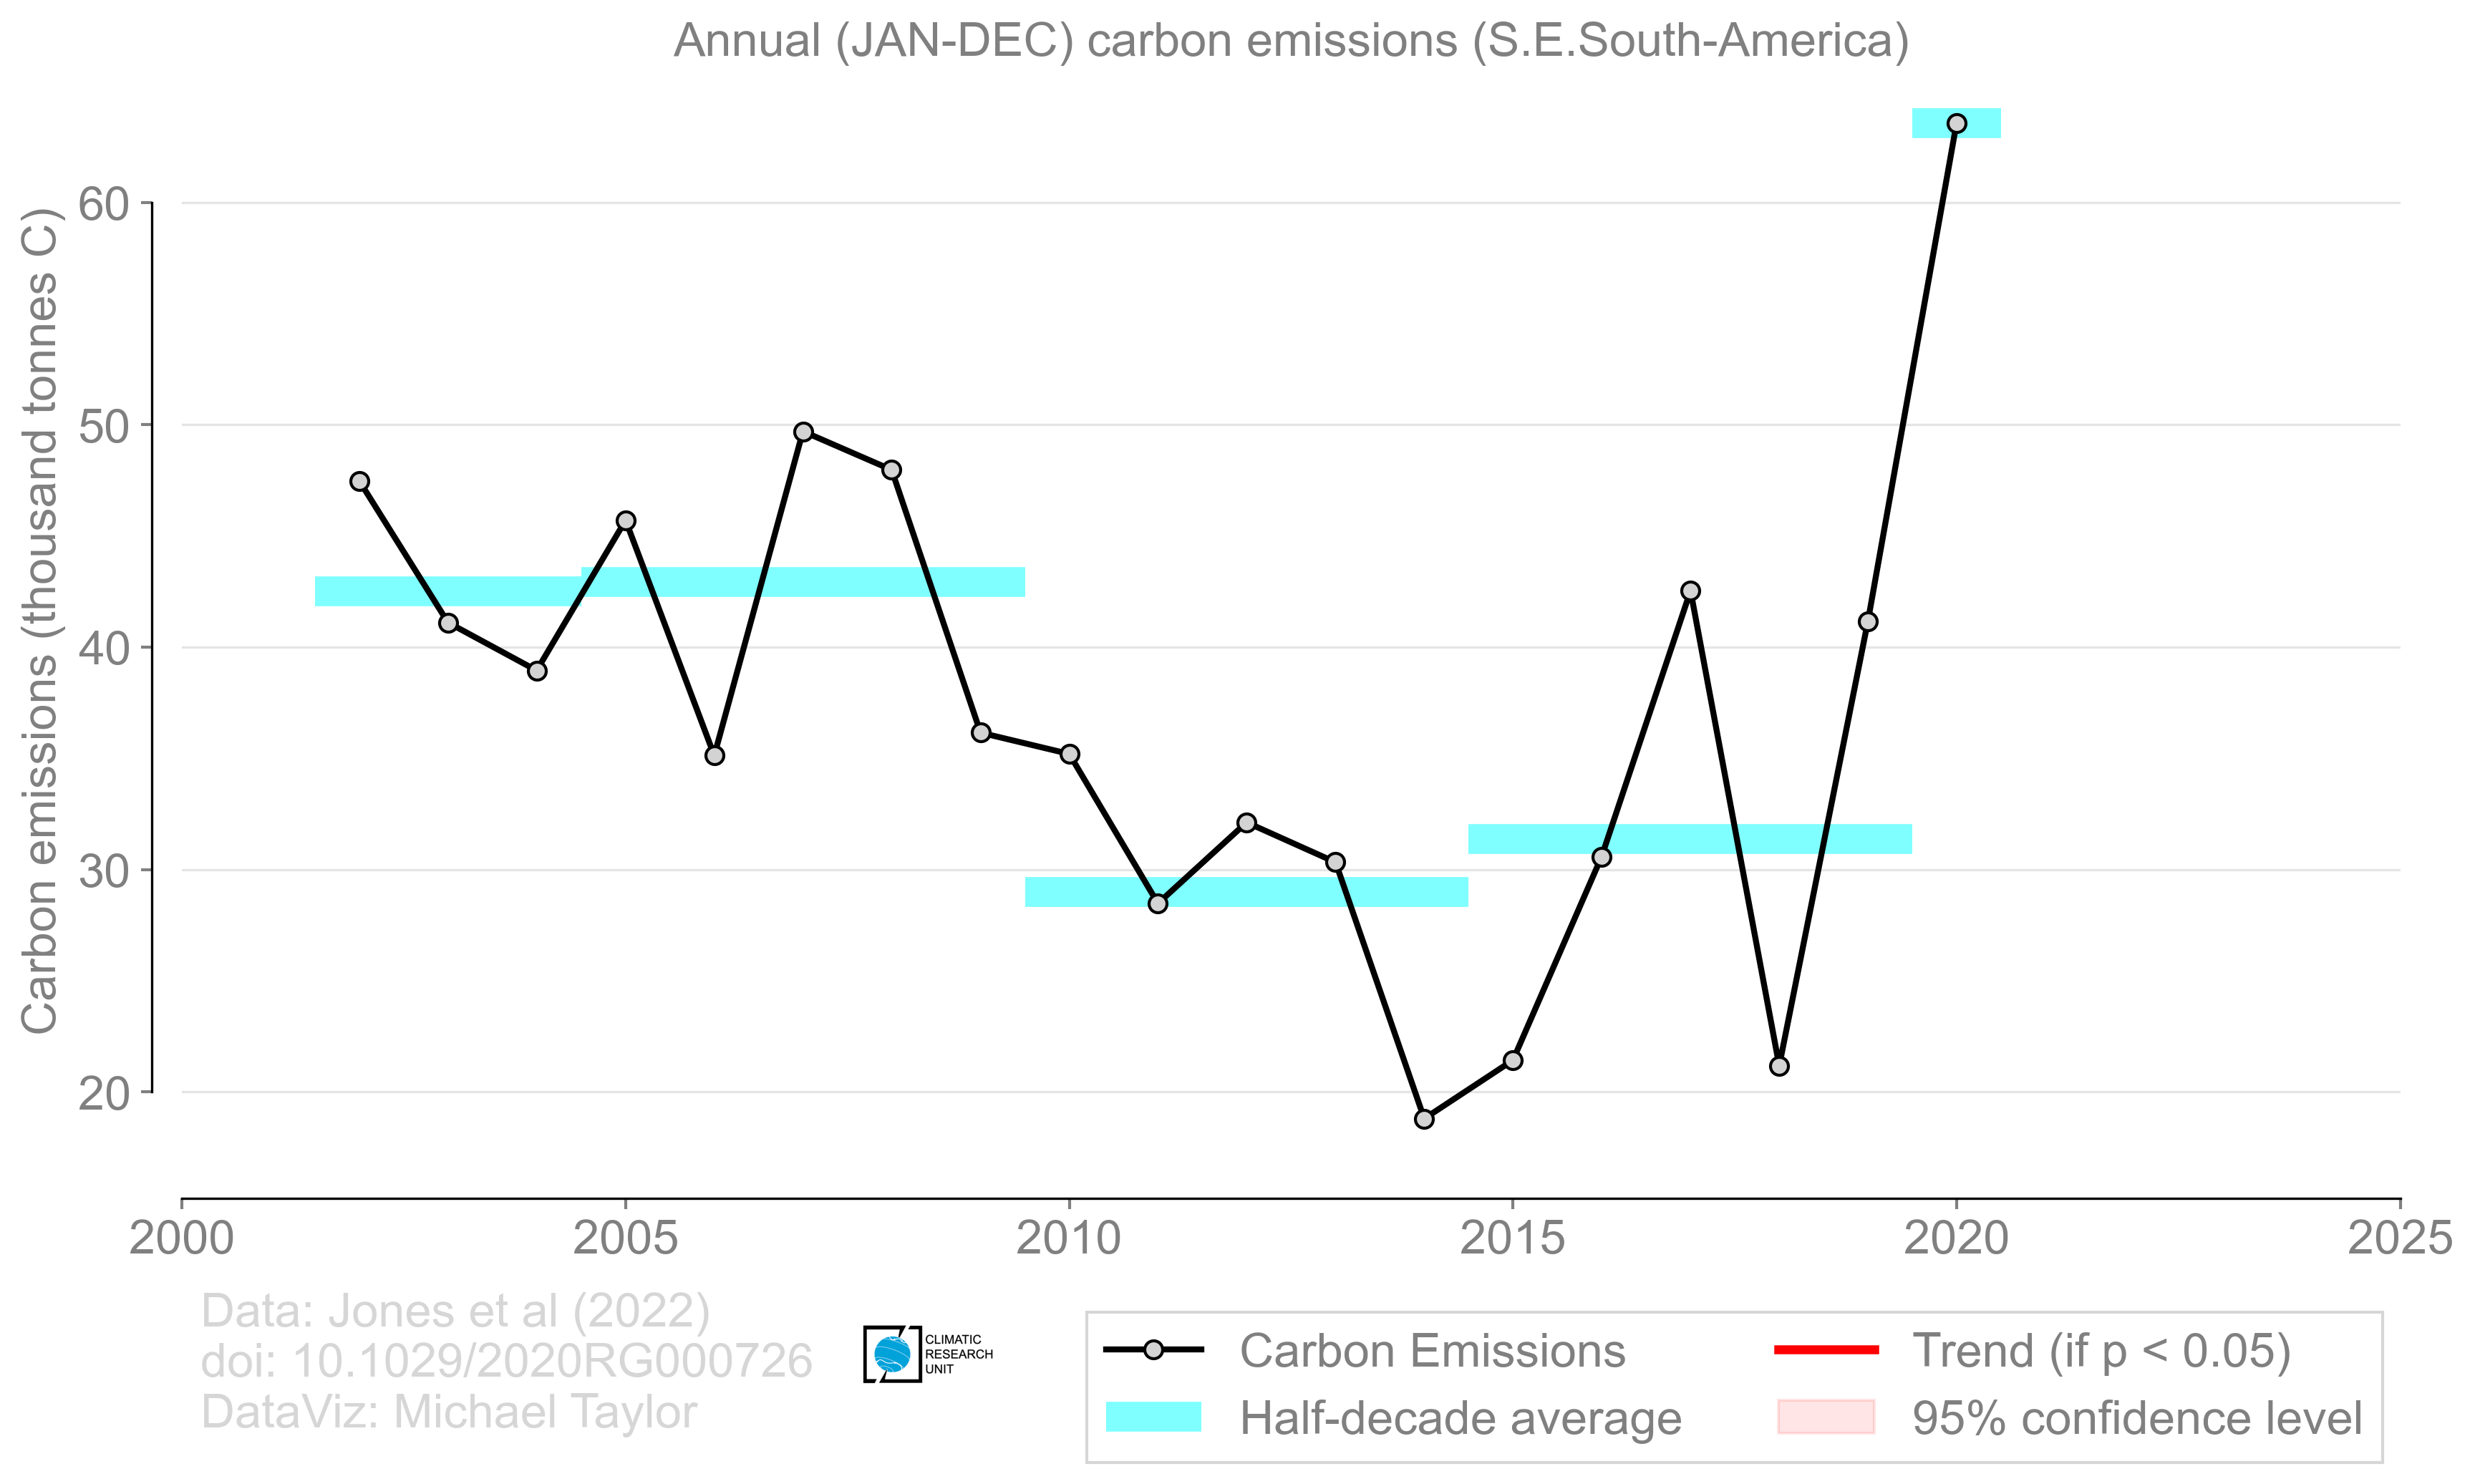 Annual (JAN-DEC) carbon emissions (S.E.South-America)
Carbon emissions (thousand tonnes C)
60
50
40
30
20
2000 2005 2010 2015 2020 2025
Data: Jones et al (2022)
doi: 10.1029/2020RG000726
DataViz: Michael Taylor
CLIMATIC
RESEARCH
UNIT
Carbon Emissions
Half-decade average
Trend (if p < 0.05)
95% confidence level